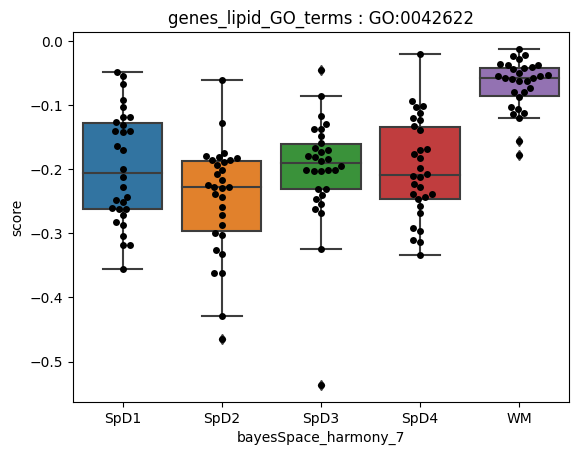 genes_lipid_GO_terms : GO:0042622
0.0
−0.1
−0.2
−0.3
−0.4
−0.5
score
SpD1 SpD2 SpD3 SpD4 WM
bayesSpace_harmony_7